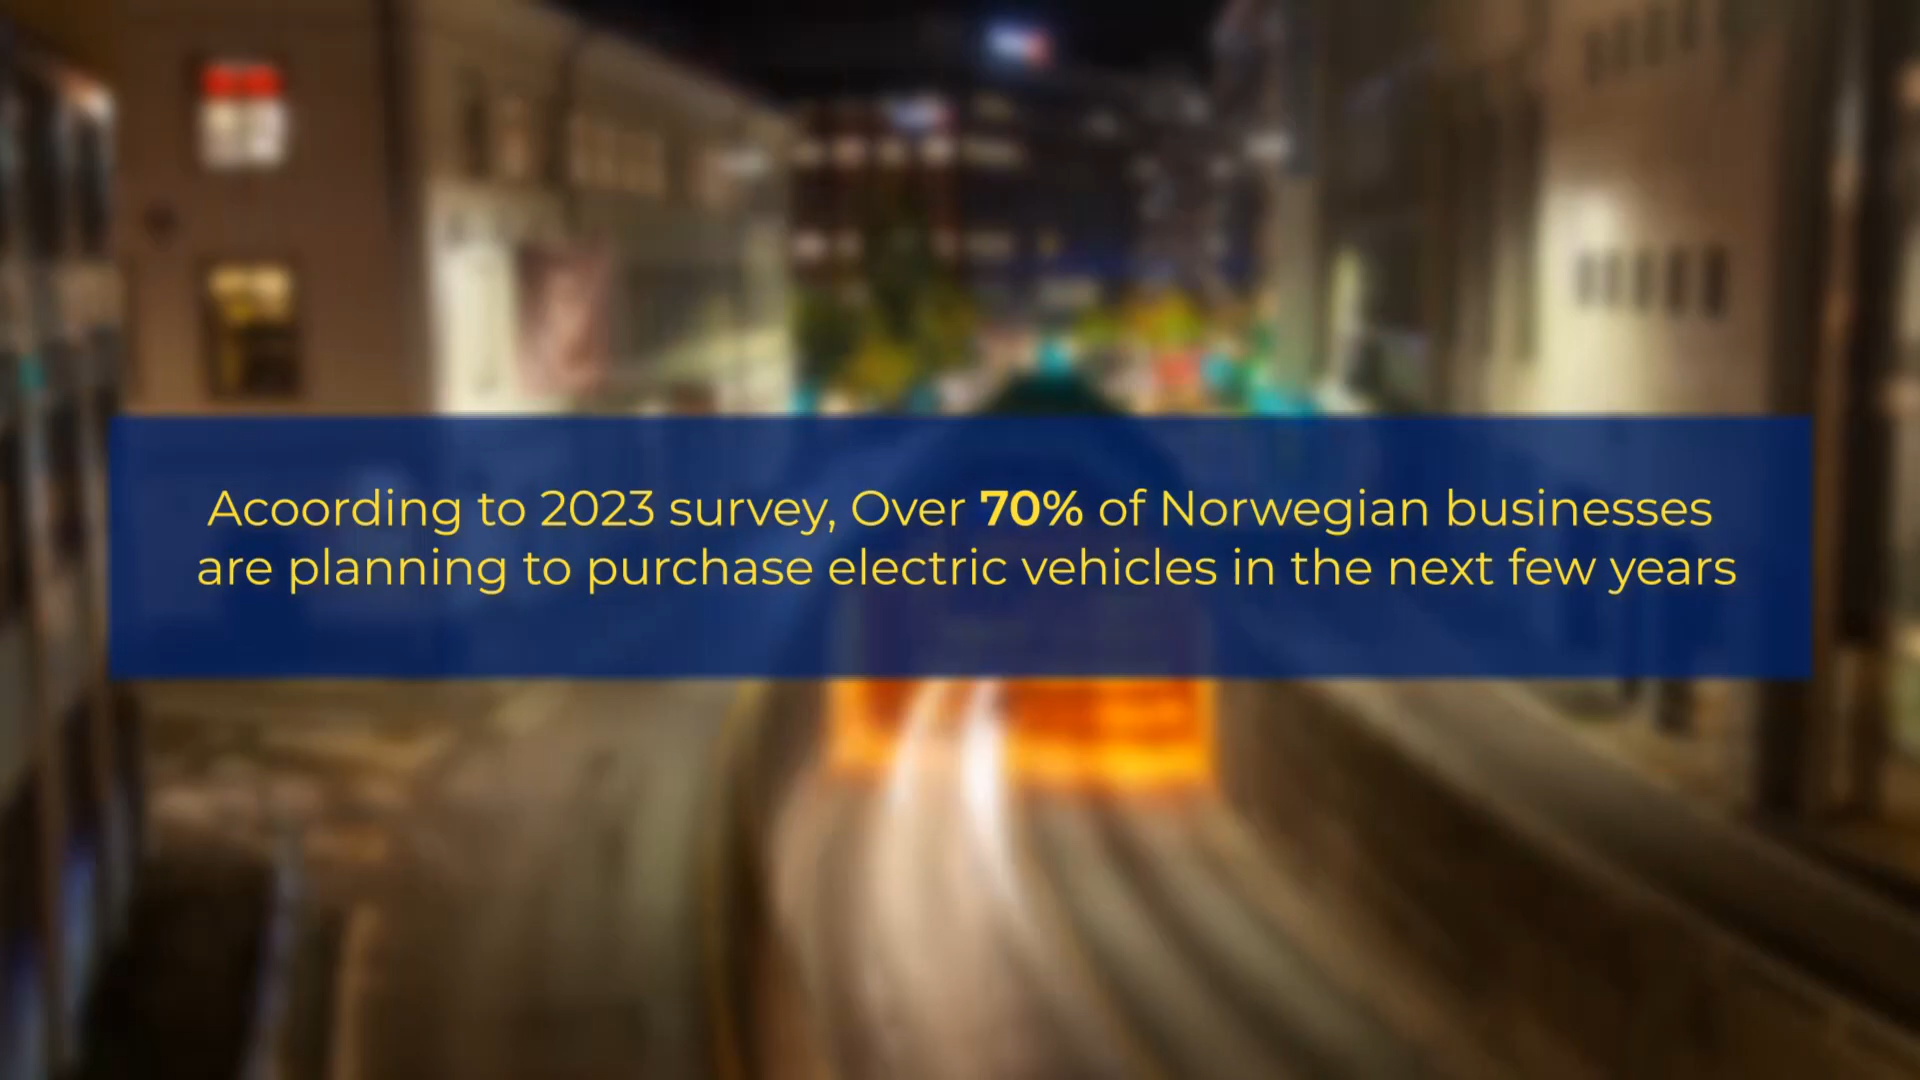 Acoording to 2023 survey, Over 70% of Norwegian businesses
are planning to purchase electric vehicles in the next few years